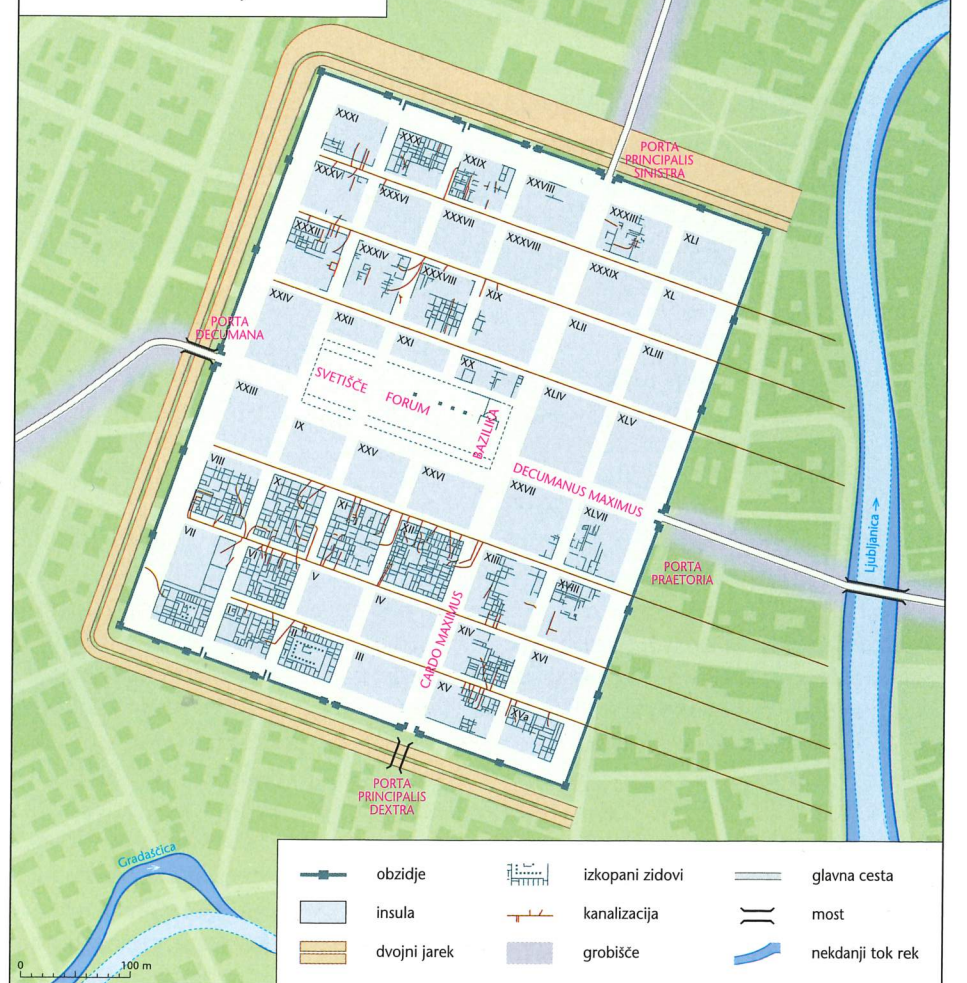 PORTA
PRINCIPALIS
SINISTRA
XXXI
XXX
XXIX
XXVIII
XXXIII
XLI
XXXV
XXXVI
XXXVII
XXXVIII
XXXIX
XL
XXXII
XXXIV
XXXVIII
XIX
XLII
XLIII
XXIV
XXII
XXI
XX
XLIV
XLV
PORTA
DECUMANA
SVETIŠČE
FORUM
BAZILIKA
XXIII
IX
XXV
XXVI
XXVII
XLVII
DECUMANUS MAXIMUS
VIII
X
XI
XII
XIII
XVIII
PORTA
PRAETORIA
Ljubljanica →
VII
VI
V
IV
XIV
XVI
CARDO MAXIMUS
I
II
III
XV
XVa
PORTA
PRINCIPALIS
DEXTRA
Gradaščica
→
0 100 m
obzidje
izkopani zidovi
glavna cesta
insula
kanalizacija
most
dvojni jarek
grobišče
nekdanji tok rek